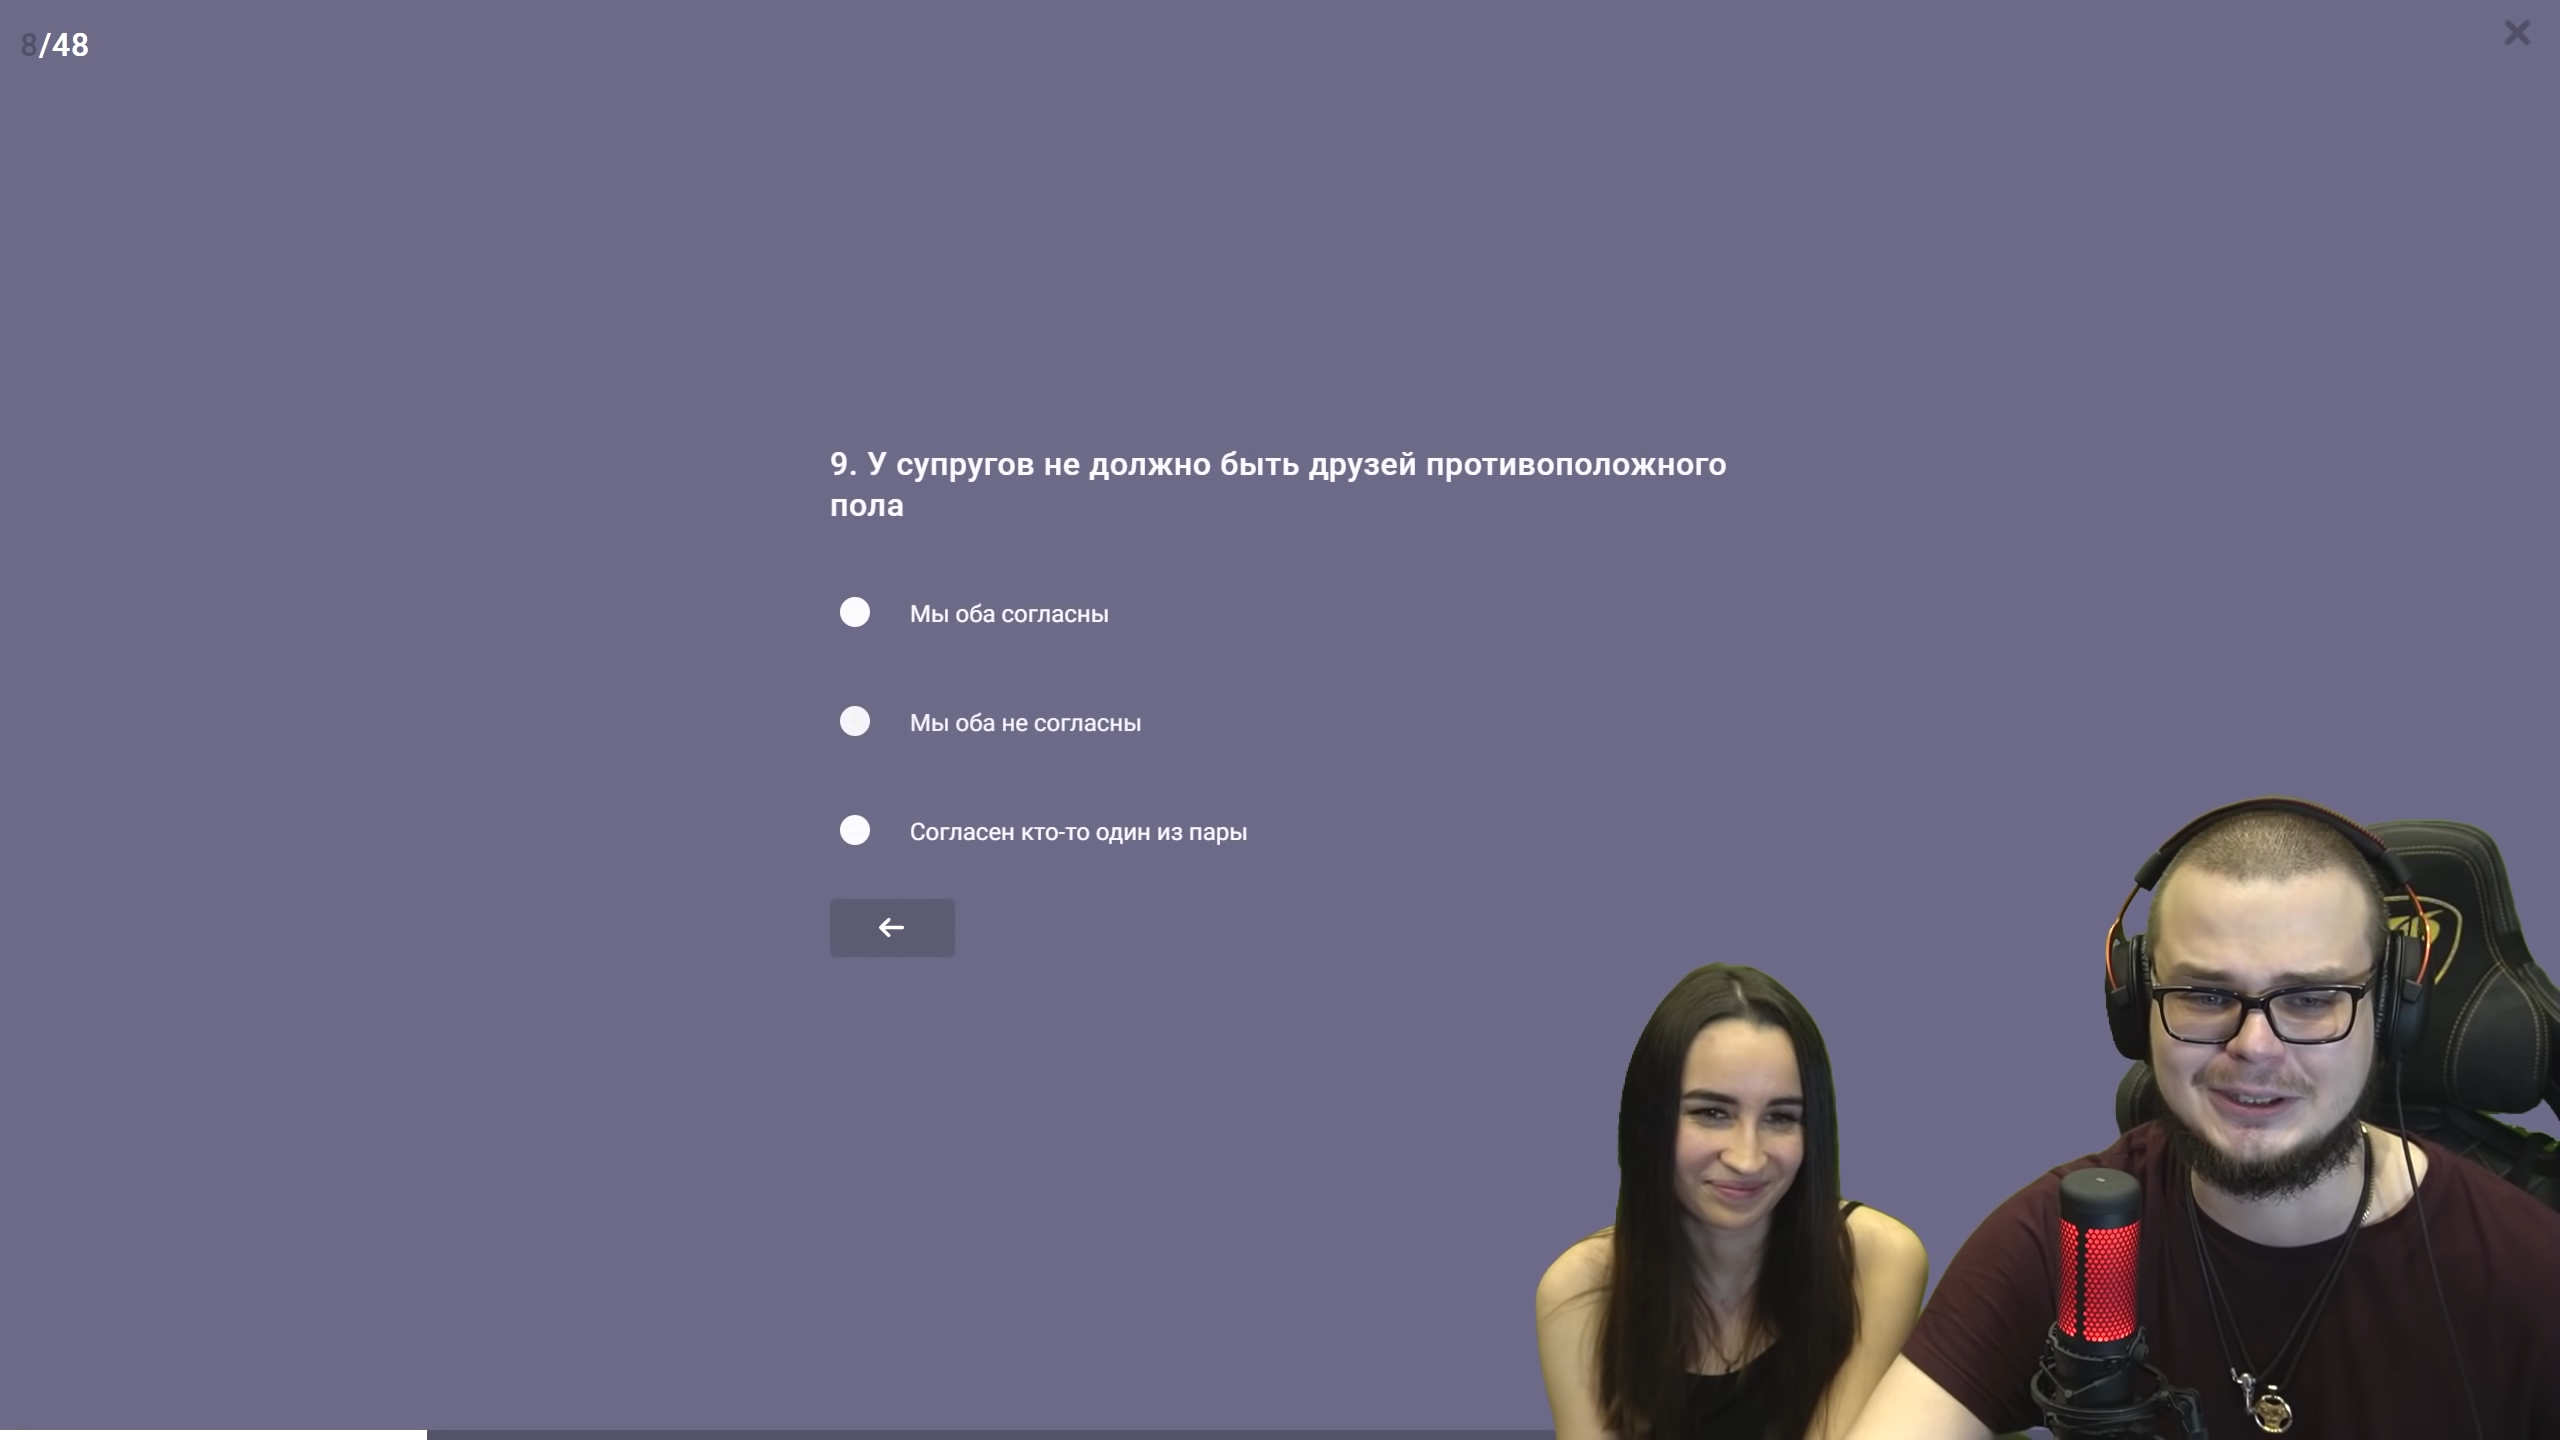 8/48
9. У супругов не должно быть друзей противоположного
пола
Мы оба согласны
Мы оба не согласны
Согласен кто-то один из пары